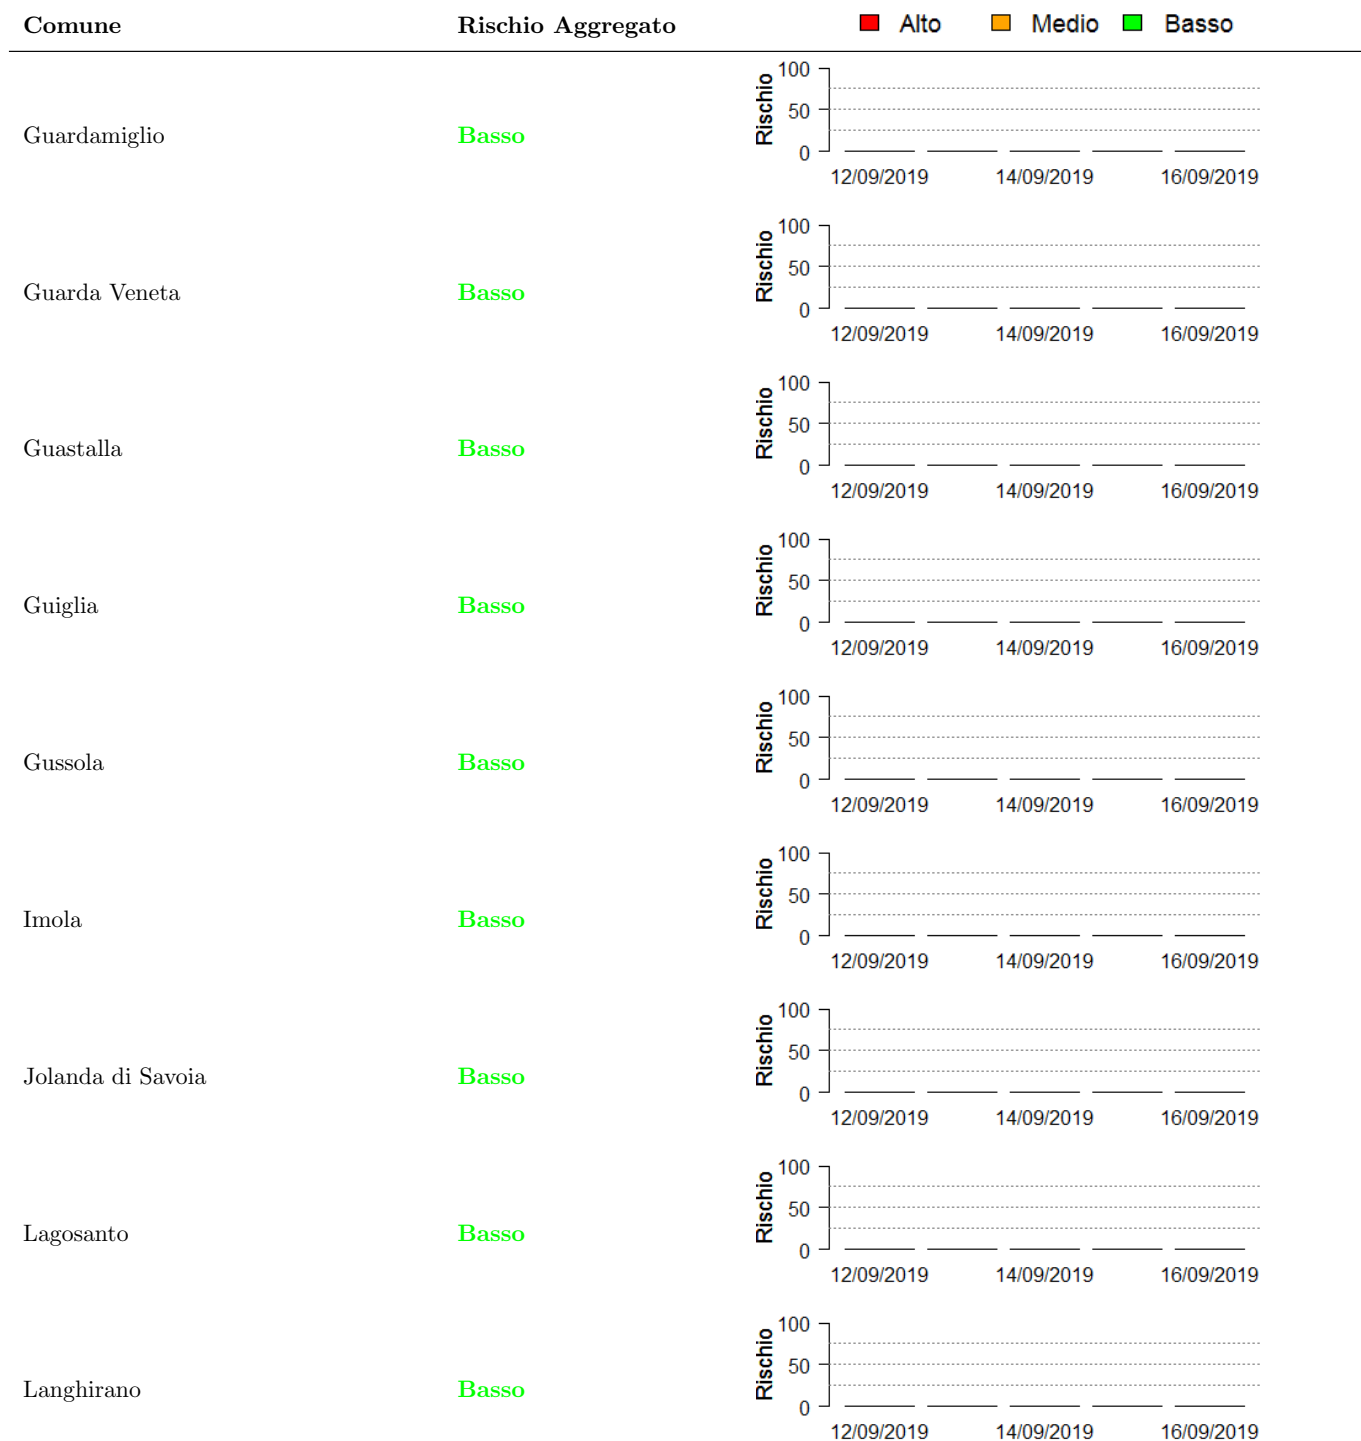 Comune Rischio Aggregato Alto Medio Basso
Guardamiglio Basso
Rischio
100
50
0
12/09/2019 14/09/2019 16/09/2019
Guarda Veneta Basso
Rischio
100
50
0
12/09/2019 14/09/2019 16/09/2019
Guastalla Basso
Rischio
100
50
0
12/09/2019 14/09/2019 16/09/2019
Guiglia Basso
Rischio
100
50
0
12/09/2019 14/09/2019 16/09/2019
Gussola Basso
Rischio
100
50
0
12/09/2019 14/09/2019 16/09/2019
Imola Basso
Rischio
100
50
0
12/09/2019 14/09/2019 16/09/2019
Jolanda di Savoia Basso
Rischio
100
50
0
12/09/2019 14/09/2019 16/09/2019
Lagosanto Basso
Rischio
100
50
0
12/09/2019 14/09/2019 16/09/2019
Langhirano Basso
Rischio
100
50
0
12/09/2019 14/09/2019 16/09/2019